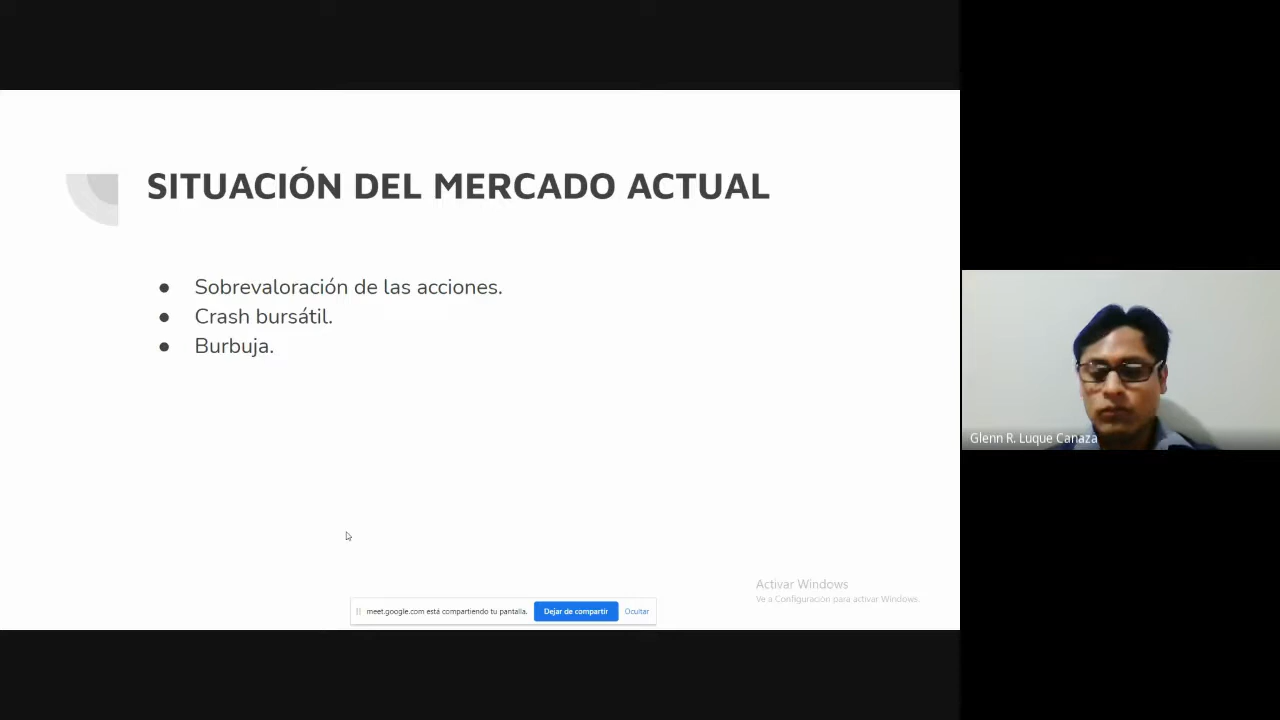 SITUACIÓN DEL MERCADO ACTUAL
● Sobrevaloración de las acciones.
● Crash bursátil.
● Burbuja.
Glenn R. Luque Canaza
Activar Windows
Ve a Configuración para activar Windows.
meet.google.com está compartiendo tu pantalla. Dejar de compartir Ocultar